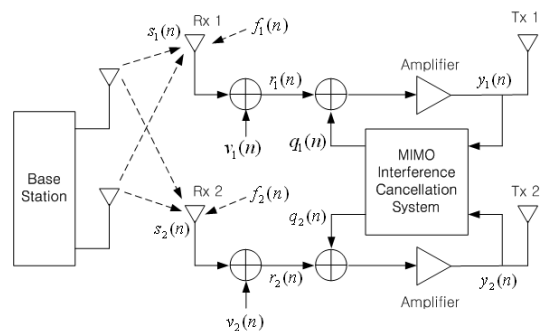 Rx 1
Tx 1
s₁(n)
f₁(n)
r₁(n)
Amplifier
v₁(n)
q₁(n)
y₁(n)
Base
Station
MIMO
Interference
Cancellation
System
Rx 2
f₂(n)
Tx 2
s₂(n)
q₂(n)
r₂(n)
y₂(n)
v₂(n)
Amplifier